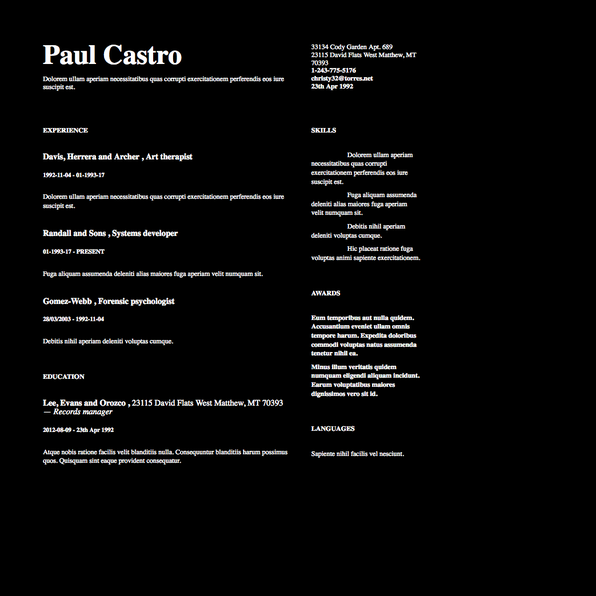 Paul Castro
Dolorem ullam aperiam necessitatibus quas corrupti exercitationem perferendis eos iure
suscipit est.
33134 Cody Garden Apt. 689
23115 David Flats West Matthew, MT
70393
1-243-775-5176
christy32@torres.net
23th Apr 1992
EXPERIENCE
Davis, Herrera and Archer , Art therapist
1992-11-04 - 01-1993-17
Dolorem ullam aperiam necessitatibus quas corrupti exercitationem perferendis eos iure
suscipit est.
Randall and Sons , Systems developer
01-1993-17 - PRESENT
Fuga aliquam assumenda deleniti alias maiores fuga aperiam velit numquam sit.
Gomez-Webb , Forensic psychologist
28/03/2003 - 1992-11-04
Debitis nihil aperiam deleniti voluptas cumque.
EDUCATION
Lee, Evans and Orozco , 23115 David Flats West Matthew, MT 70393
— Records manager
2012-08-09 - 23th Apr 1992
Atque nobis ratione facilis velit blanditiis nulla. Consequuntur blanditiis harum possimus
quos. Quisquam sint eaque provident consequatur.
SKILLS
Dolorem ullam aperiam
necessitatibus quas corrupti
exercitationem perferendis eos iure
suscipit est.
Fuga aliquam assumenda
deleniti alias maiores fuga aperiam
velit numquam sit.
Debitis nihil aperiam
deleniti voluptas cumque.
Hic placeat ratione fuga
voluptas animi sapiente exercitationem.
AWARDS
Eum temporibus aut nulla quidem.
Accusantium eveniet ullam omnis
tempore harum. Expedita doloribus
commodi voluptas natus assumenda
tenetur nihil ea.
Minus illum veritatis quidem
numquam eligendi aliquam incidunt.
Earum voluptatibus maiores
dignissimos vero sit id.
LANGUAGES
Sapiente nihil facilis vel nesciunt.